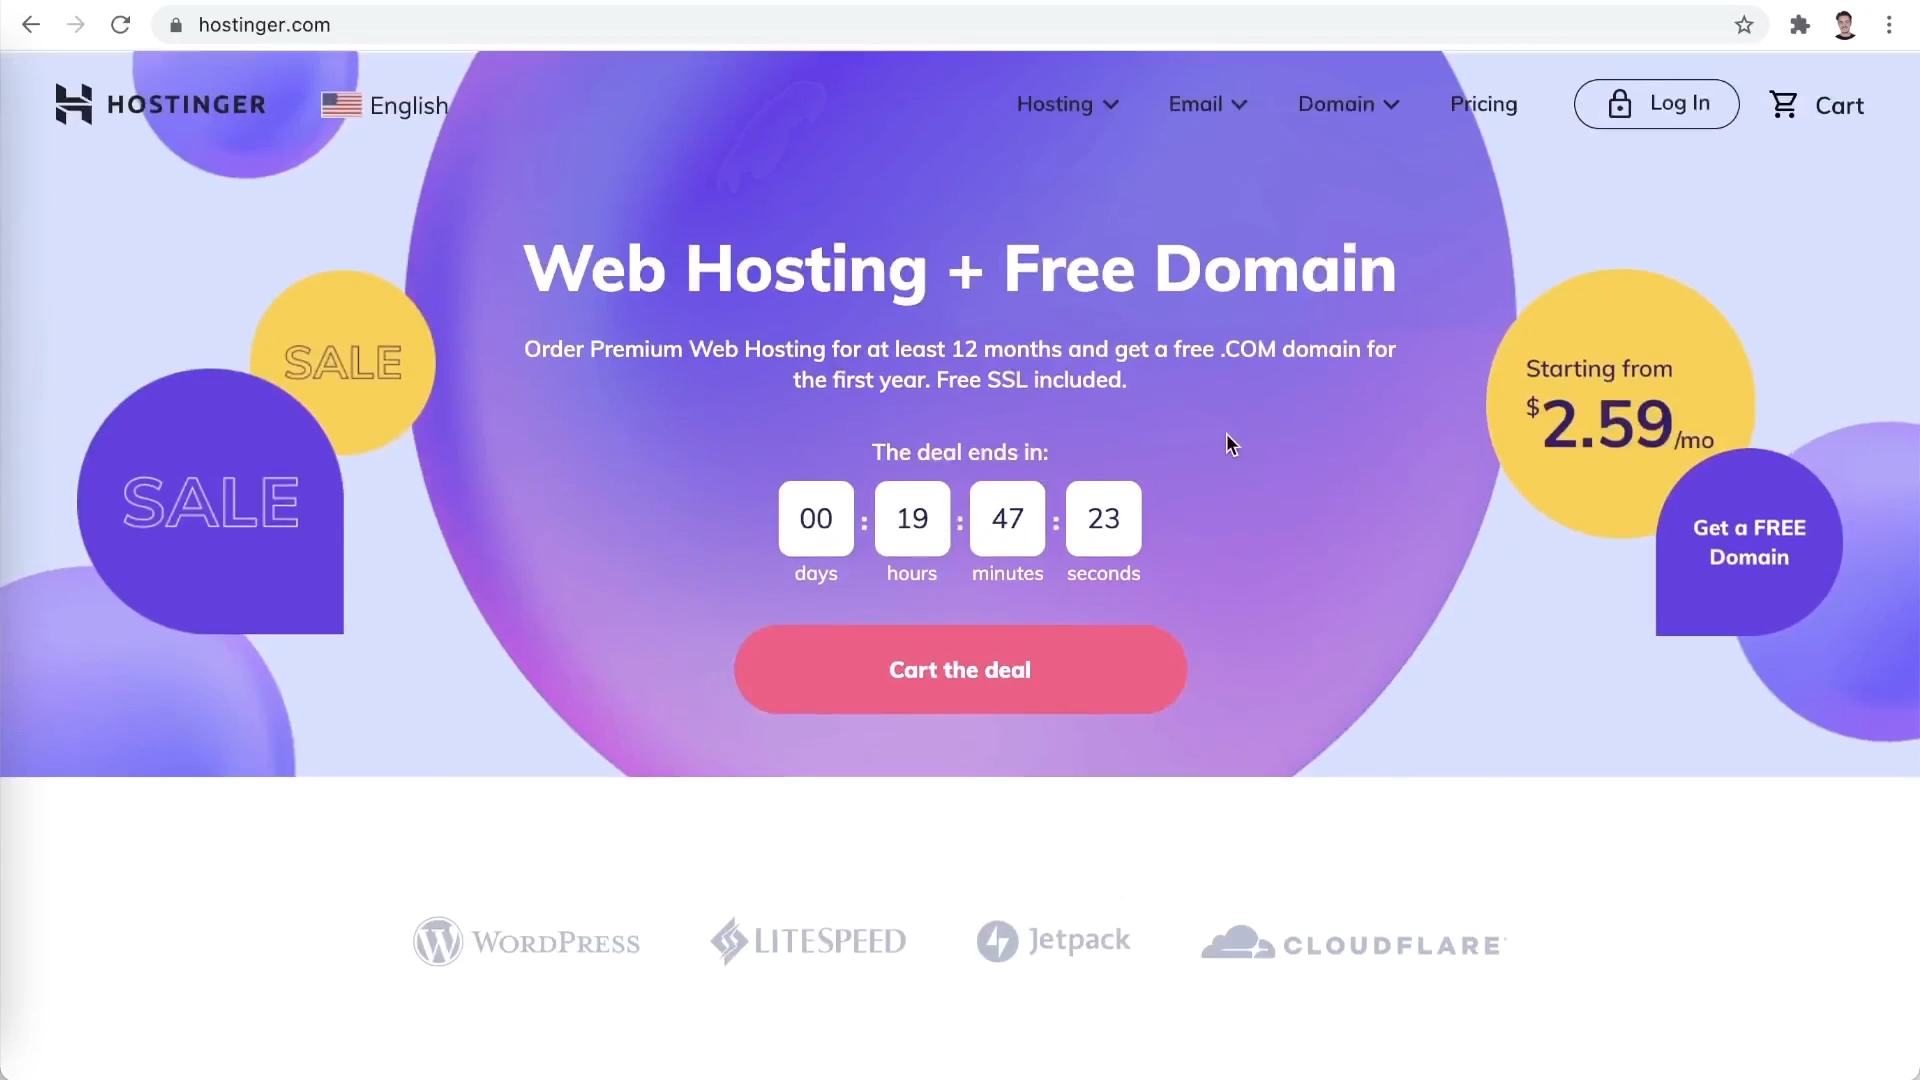 hostinger.com
HOSTINGER
English
Hosting
Email
Domain
Pricing
Log In
Cart
Web Hosting + Free Domain
Order Premium Web Hosting for at least 12 months and get a free .COM domain for
the first year. Free SSL included.
SALE
SALE
The deal ends in:
00 : 19 : 47 : 23
days hours minutes seconds
Cart the deal
Starting from
$2.59/mo
Get a FREE
Domain
WORDPRESS
LITESPEED
Jetpack
CLOUDFLARE